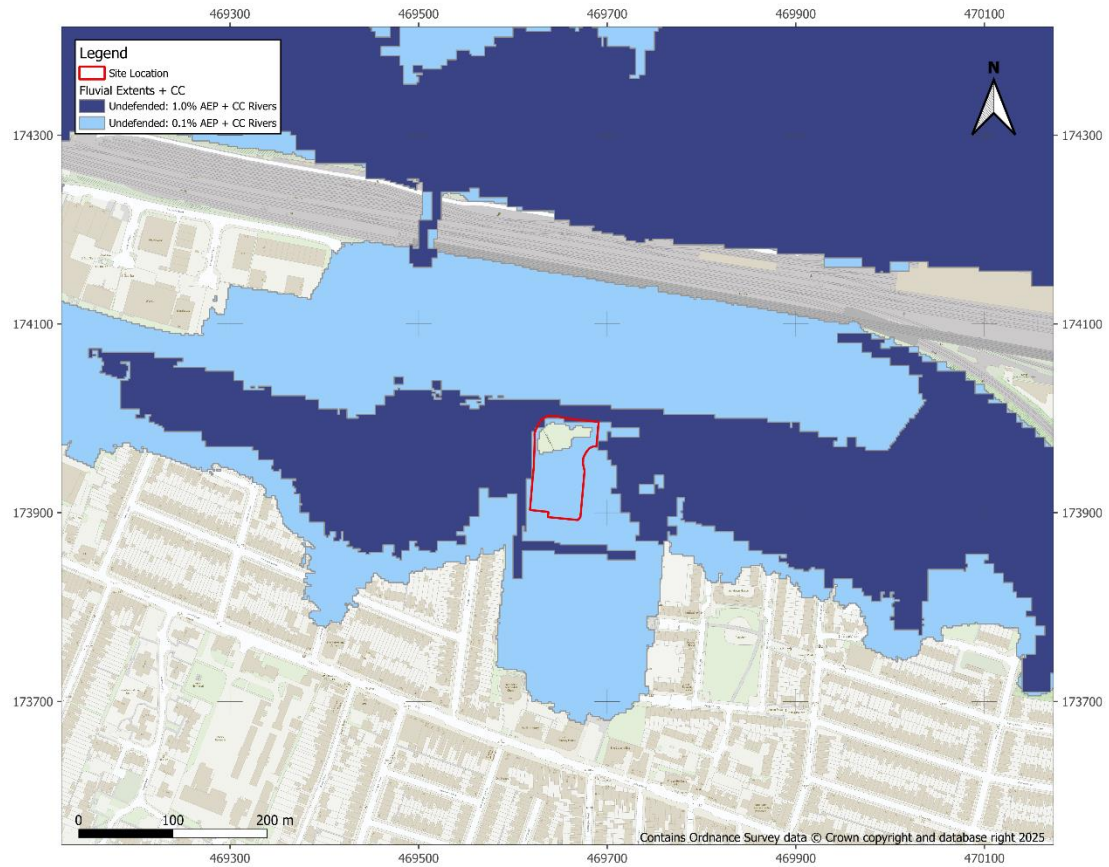 469300 469500 469700 469900 470100
Legend
Site Location
Fluvial Extents + CC
Undefended: 1.0% AEP + CC Rivers
Undefended: 0.1% AEP + CC Rivers
N
174300 174300
174100 174100
173900 173900
173700 173700
0 100 200 m
Contains Ordnance Survey data © Crown copyright and database right 2025
469300 469500 469700 469900 470100